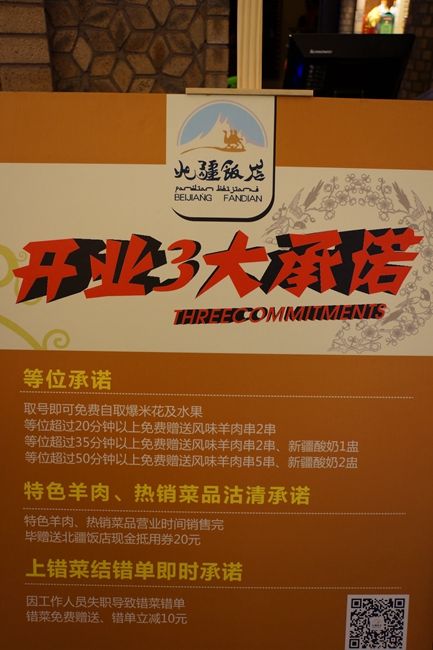 lenovo
北疆饭店
BEIJIANG FANDIAN
开业3大承诺
THREECOMMITMENTS
等位承诺
取号即可免费自取爆米花及水果
等位超过20分钟以上免费赠送风味羊肉串2串
等位超过35分钟以上免费赠送风味羊肉串2串、新疆酸奶1盅
等位超过50分钟以上免费赠送风味羊肉串5串、新疆酸奶2盅
特色羊肉、热销菜品沽清承诺
特色羊肉、热销菜品营业时间销售完
毕赠送北疆饭店现金抵用券20元
上错菜结错单即时承诺
因工作人员失职导致错菜错单
错菜免费赠送、错单立减10元